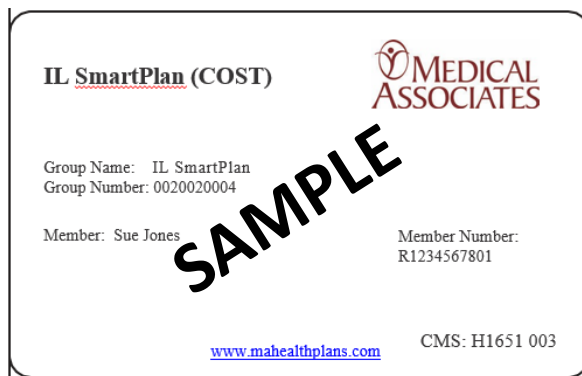 IL SmartPlan (COST)
MEDICAL
ASSOCIATES
Group Name: IL SmartPlan
Group Number: 0020020004
SAMPLE
Member: Sue Jones
Member Number:
R1234567801
www.mahealthplans.com
CMS: H1651 003